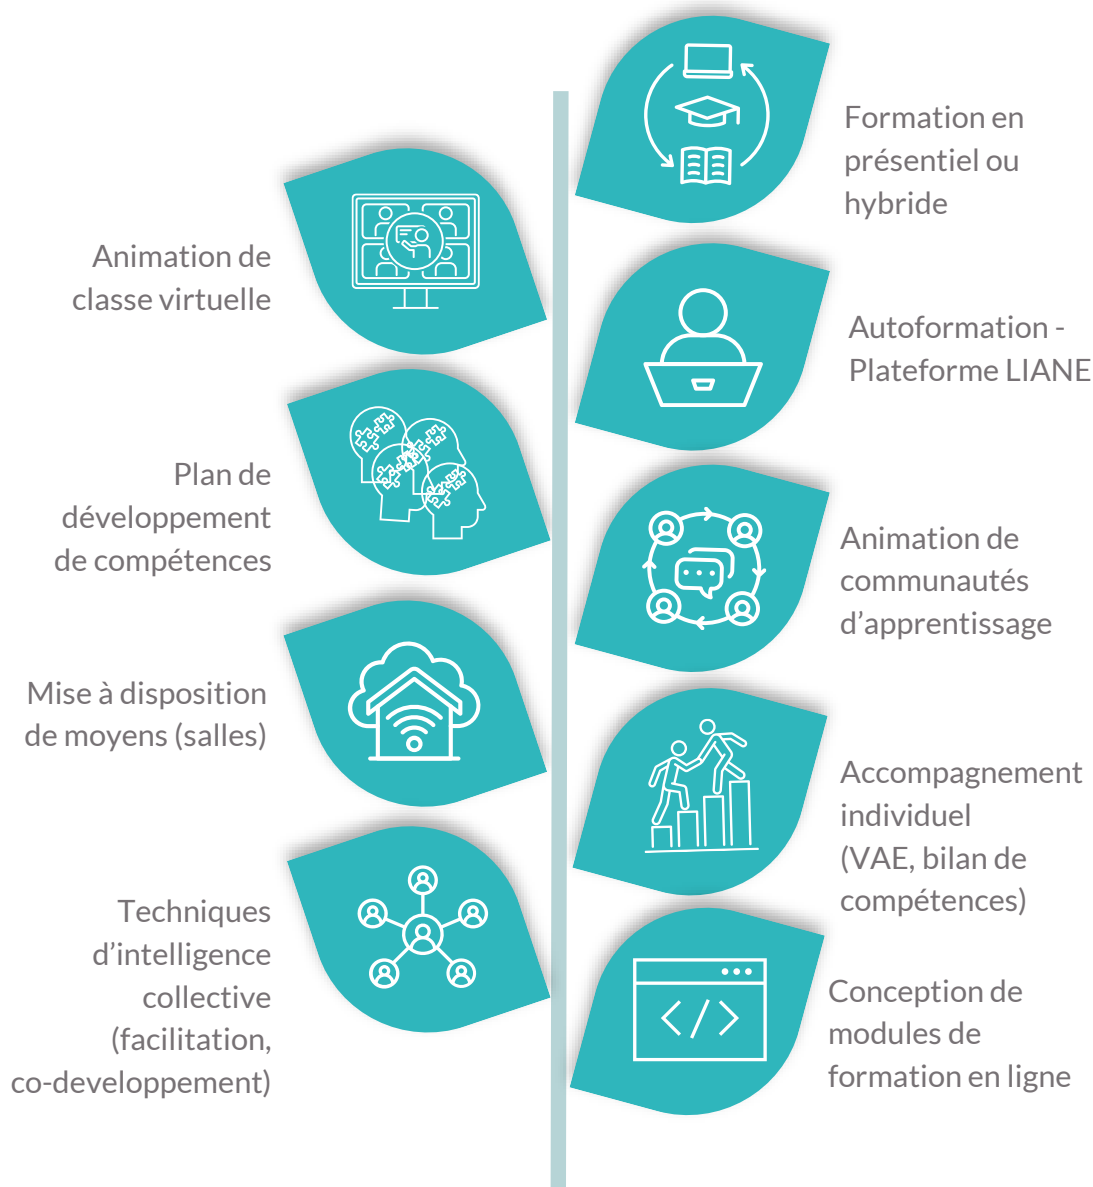 Formation en
présentiel ou
hybride
Animation de
classe virtuelle
Autoformation -
Plateforme LIANE
Plan de
développement
de compétences
Animation de
communautés
d’apprentissage
Mise à disposition
de moyens (salles)
Accompagnement
individuel
(VAE, bilan de
compétences)
Techniques
d’intelligence
collective
(facilitation,
co-developpement)
Conception de
modules de
formation en ligne